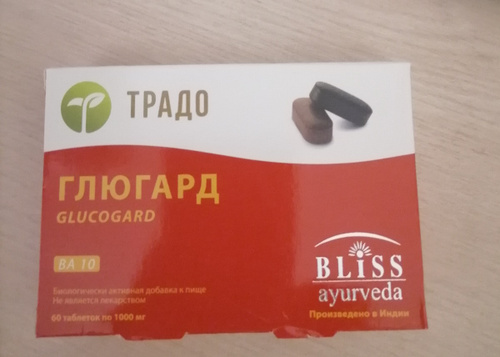 ТРАДО
ГЛЮГАРД
GLUCOGARD
BA 10
Биологически активная добавка к пище
Не является лекарством
60 таблеток по 1000 мг
BLiSS
ayurveda
Произведено в Индии